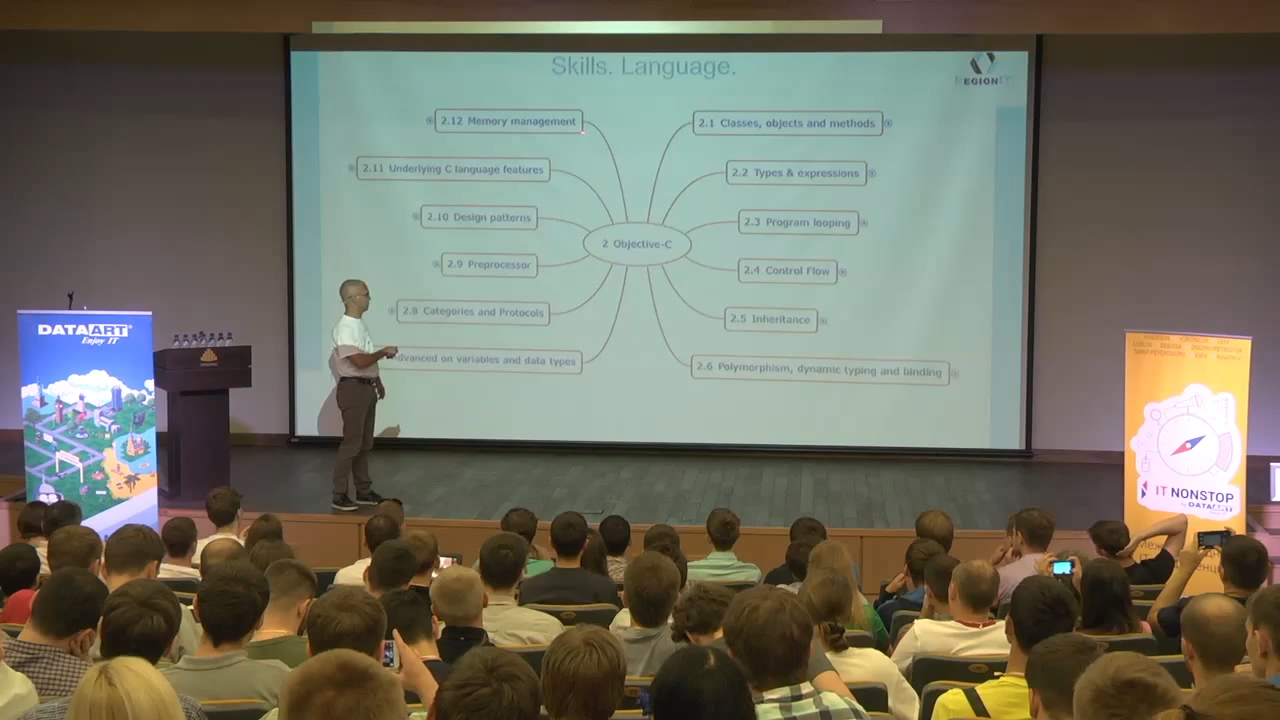 Skills. Language.
REGIONIT
2.12 Memory management
2.1 Classes, objects and methods
2.11 Underlying C language features
2.2 Types & expressions
2.10 Design patterns
2.3 Program looping
2 Objective-C
2.9 Preprocessor
2.4 Control Flow
2.8 Categories and Protocols
2.5 Inheritance
Advanced on variables and data types
2.6 Polymorphism, dynamic typing and binding
DATAART
Enjoy IT
IT NONSTOP
by DATAART